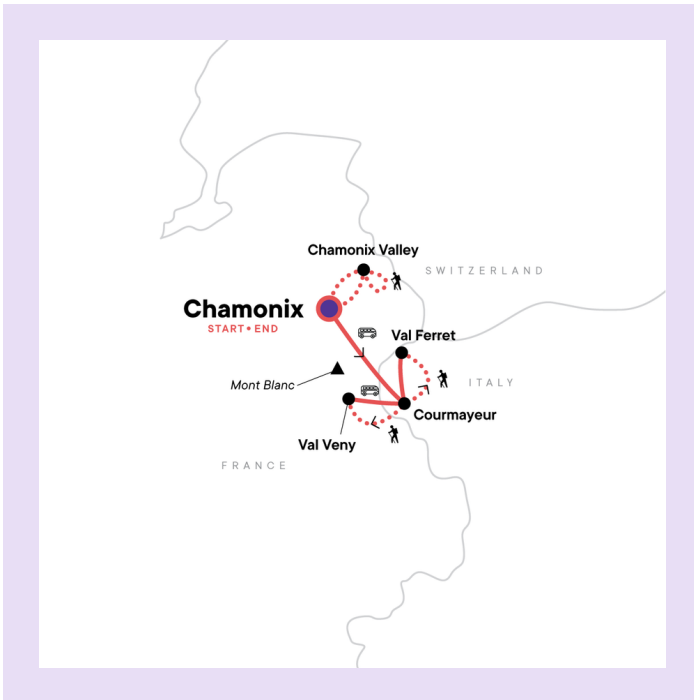 Chamonix Valley
SWITZERLAND
Chamonix
START • END
Val Ferret
Mont Blanc
ITALY
Courmayeur
Val Veny
FRANCE